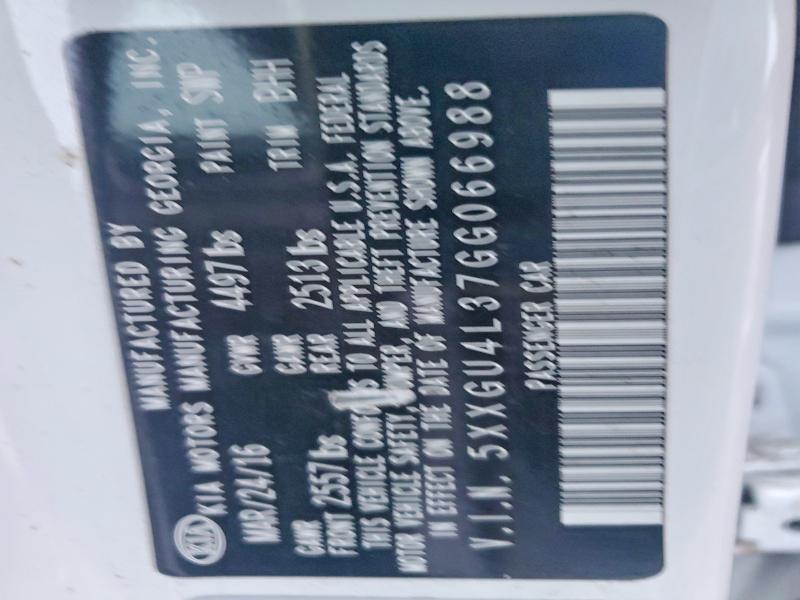 MANUFACTURED BY
KIA KIA MOTORS MANUFACTURING GEORGIA, INC.
MAR/24/16 GVWR 4497lbs PAINT SWP
GAWR GAWR TRIM BHH
FRONT 2557lbs REAR 2513lbs
THIS VEHICLE CONFORMS TO ALL APPLICABLE U.S.A. FEDERAL
MOTOR VEHICLE SAFETY, BUMPER, AND THEFT PREVENTION STANDARDS
IN EFFECT ON THE DATE OF MANUFACTURE SHOWN ABOVE.
V.I.N. 5XXGU4L37GG066988
PASSENGER CAR